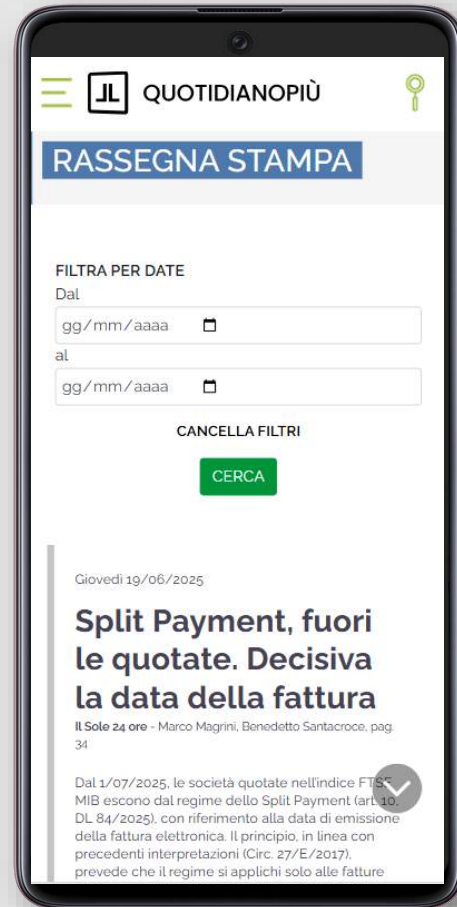 JL QUOTIDIANOPIÙ
RASSEGNA STAMPA
FILTRA PER DATE
Dal
gg/mm/aaaa
al
gg/mm/aaaa
CANCELLA FILTRI
CERCA
Giovedì 19/06/2025
Split Payment, fuori
le quotate. Decisiva
la data della fattura
Il Sole 24 ore - Marco Magrini, Benedetto Santacroce, pag.
34
Dal 1/07/2025, le società quotate nell'indice FTSE
MIB escono dal regime dello Split Payment (art. 10,
DL 84/2025), con riferimento alla data di emissione
della fattura elettronica. Il principio, in linea con
precedenti interpretazioni (Circ. 27/E/2017),
prevede che il regime si applichi solo alle fatture